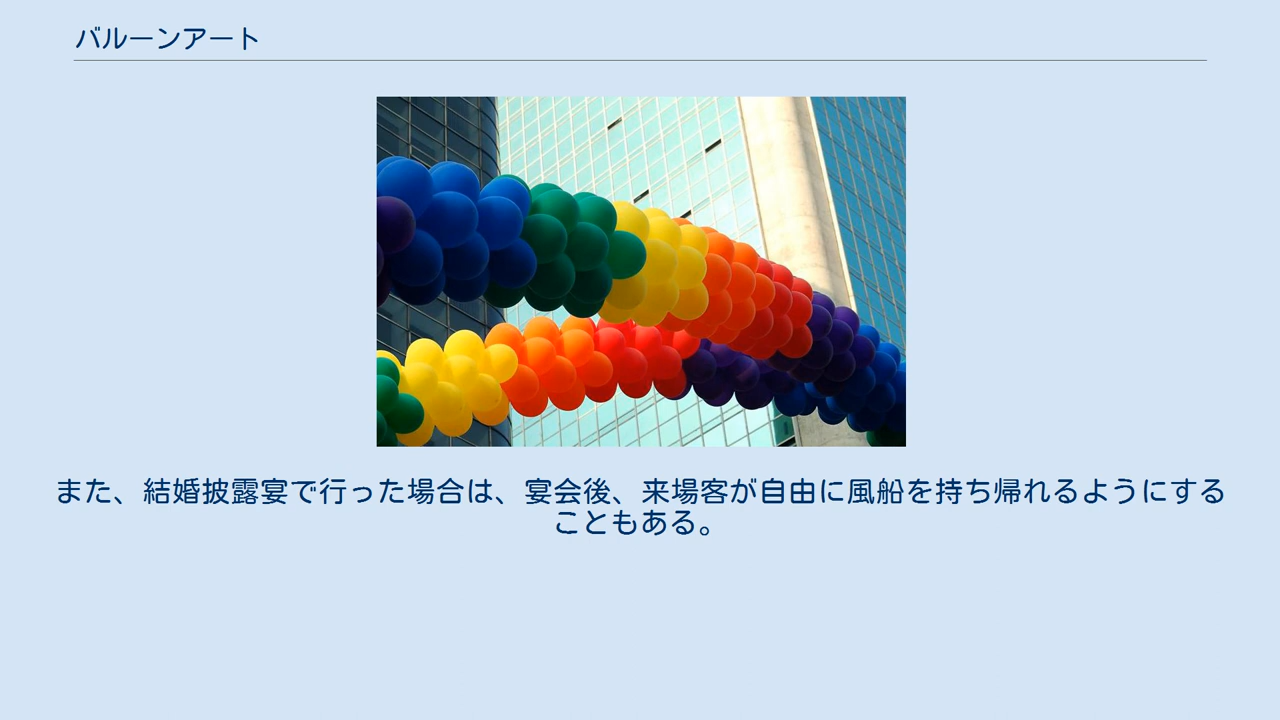 バルーンアート
また、結婚披露宴で行った場合は、宴会後、来場客が自由に風船を持ち帰れるようにする
こともある。